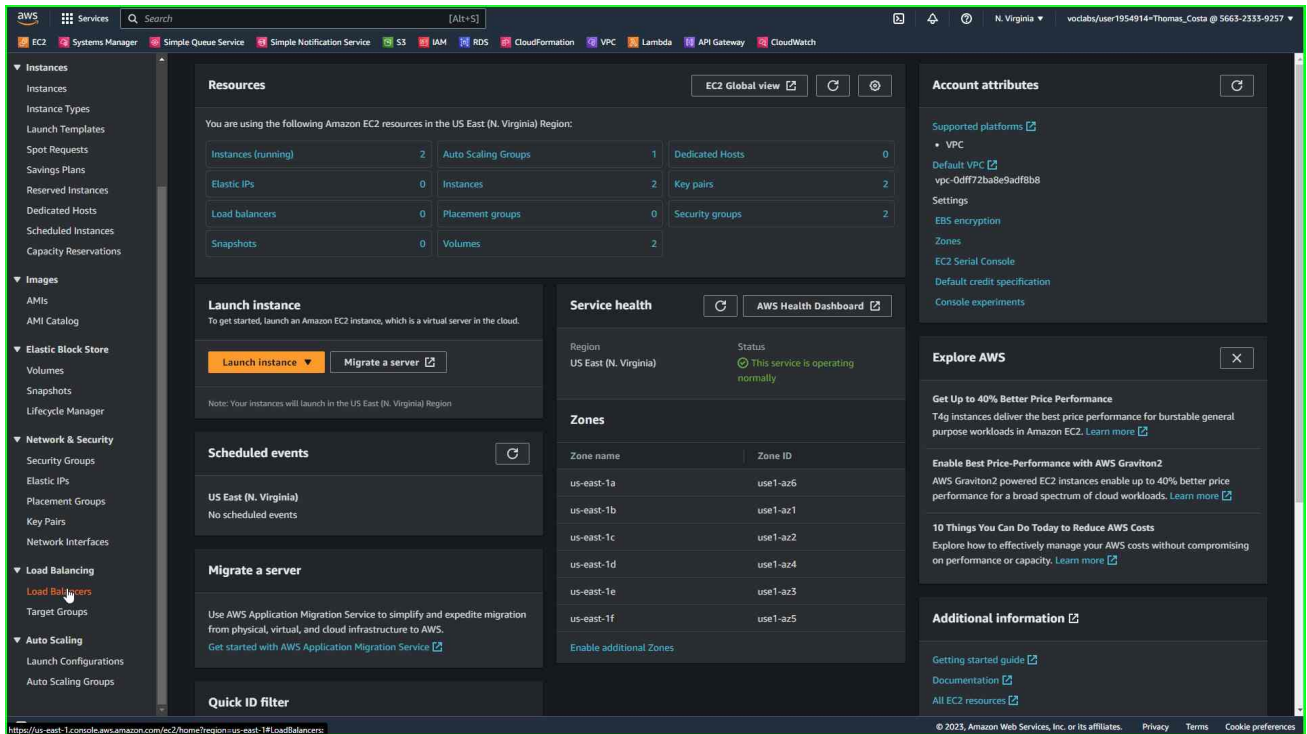 aws
Services
Search
[Alt+S]
N. Virginia ▼
voclabs/user1954914=Thomas_Costa @ 5663-2333-9257 ▼
EC2
Systems Manager
Simple Queue Service
Simple Notification Service
S3
IAM
RDS
CloudFormation
VPC
Lambda
API Gateway
CloudWatch
▼ Instances
Instances
Instance Types
Launch Templates
Spot Requests
Savings Plans
Reserved Instances
Dedicated Hosts
Scheduled Instances
Capacity Reservations
▼ Images
AMIs
AMI Catalog
▼ Elastic Block Store
Volumes
Snapshots
Lifecycle Manager
▼ Network & Security
Security Groups
Elastic IPs
Placement Groups
Key Pairs
Network Interfaces
▼ Load Balancing
Load Balancers
Target Groups
▼ Auto Scaling
Launch Configurations
Auto Scaling Groups
Resources
EC2 Global view
You are using the following Amazon EC2 resources in the US East (N. Virginia) Region:
Instances (running) 2
Auto Scaling Groups 1
Dedicated Hosts 0
Elastic IPs 0
Instances 2
Key pairs 2
Load balancers 0
Placement groups 0
Security groups 2
Snapshots 0
Volumes 2
Launch instance
To get started, launch an Amazon EC2 instance, which is a virtual server in the cloud.
Launch instance ▼
Migrate a server
Note: Your instances will launch in the US East (N. Virginia) Region
Scheduled events
US East (N. Virginia)
No scheduled events
Migrate a server
Use AWS Application Migration Service to simplify and expedite migration
from physical, virtual, and cloud infrastructure to AWS.
Get started with AWS Application Migration Service
Quick ID filter
Service health
AWS Health Dashboard
Region
US East (N. Virginia)
Status
This service is operating
normally
Zones
Zone name Zone ID
us-east-1a use1-az6
us-east-1b use1-az1
us-east-1c use1-az2
us-east-1d use1-az4
us-east-1e use1-az3
us-east-1f use1-az5
Enable additional Zones
Account attributes
Supported platforms
• VPC
Default VPC
vpc-0dff72ba8e9adf8b8
Settings
EBS encryption
Zones
EC2 Serial Console
Default credit specification
Console experiments
Explore AWS
Get Up to 40% Better Price Performance
T4g instances deliver the best price performance for burstable general
purpose workloads in Amazon EC2. Learn more
Enable Best Price-Performance with AWS Graviton2
AWS Graviton2 powered EC2 instances enable up to 40% better price
performance for a broad spectrum of cloud workloads. Learn more
10 Things You Can Do Today to Reduce AWS Costs
Explore how to effectively manage your AWS costs without compromising
on performance or capacity. Learn more
Additional information
Getting started guide
Documentation
All EC2 resources
https://us-east-1.console.aws.amazon.com/ec2/home?region=us-east-1#LoadBalancers:
© 2023, Amazon Web Services, Inc. or its affiliates.
Privacy
Terms
Cookie preferences